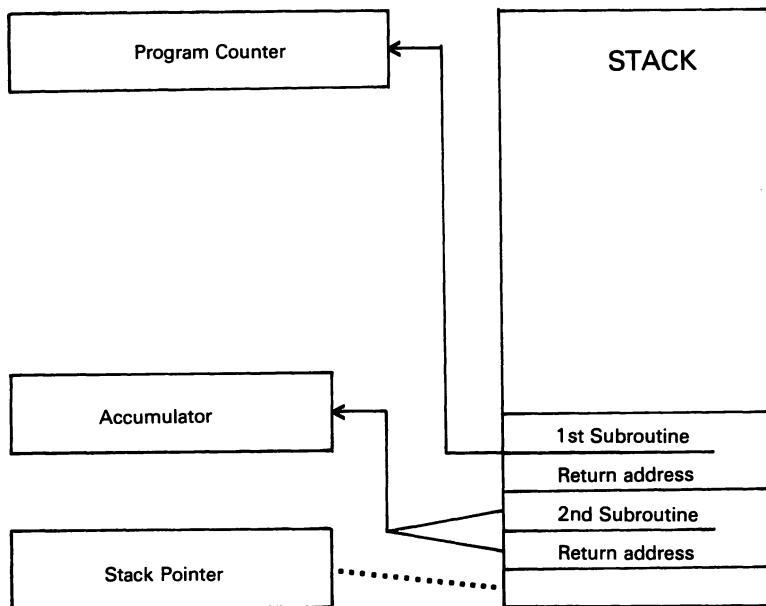 Program Counter
STACK
Accumulator
1st Subroutine
Return address
2nd Subroutine
Return address
Stack Pointer